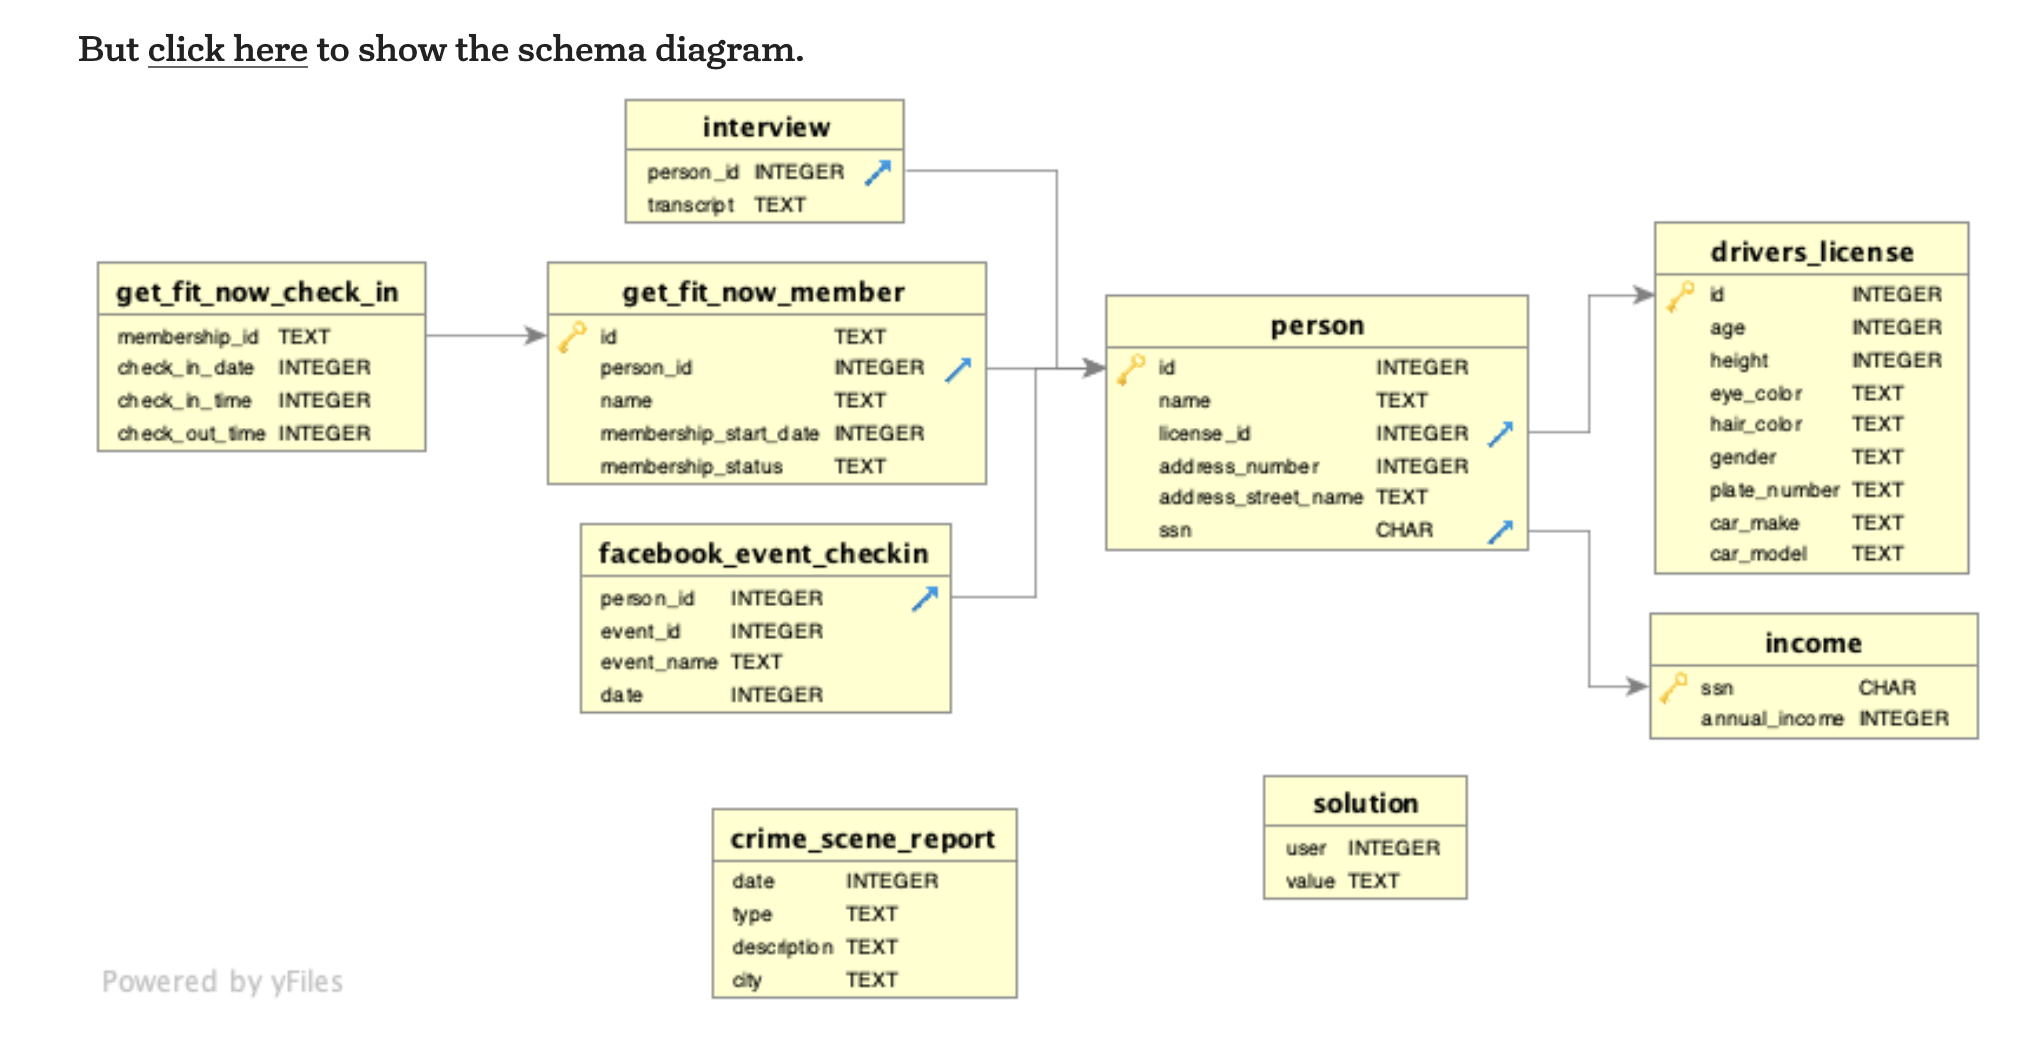 But click here to show the schema diagram.
interview
person_id INTEGER
transcript TEXT
get_fit_now_check_in
membership_id TEXT
check_in_date INTEGER
check_in_time INTEGER
check_out_time INTEGER
get_fit_now_member
id TEXT
person_id INTEGER
name TEXT
membership_start_date INTEGER
membership_status TEXT
facebook_event_checkin
person_id INTEGER
event_id INTEGER
event_name TEXT
date INTEGER
person
id INTEGER
name TEXT
license_id INTEGER
address_number INTEGER
address_street_name TEXT
ssn CHAR
drivers_license
id INTEGER
age INTEGER
height INTEGER
eye_color TEXT
hair_color TEXT
gender TEXT
plate_number TEXT
car_make TEXT
car_model TEXT
income
ssn CHAR
annual_income INTEGER
crime_scene_report
date INTEGER
type TEXT
description TEXT
city TEXT
solution
user INTEGER
value TEXT
Powered by yFiles